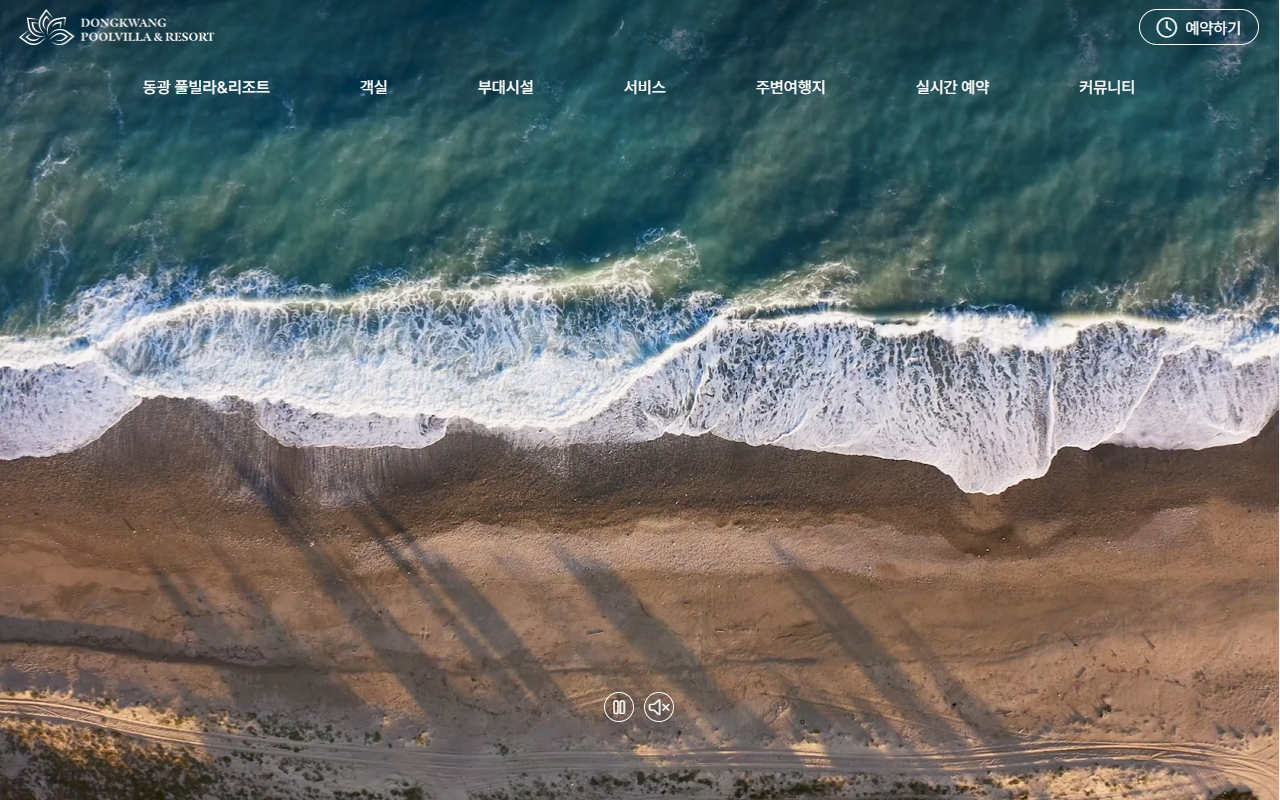 DONGKWANG
POOLVILLA & RESORT
예약하기
동광 풀빌라&리조트
객실
부대시설
서비스
주변여행지
실시간 예약
커뮤니티